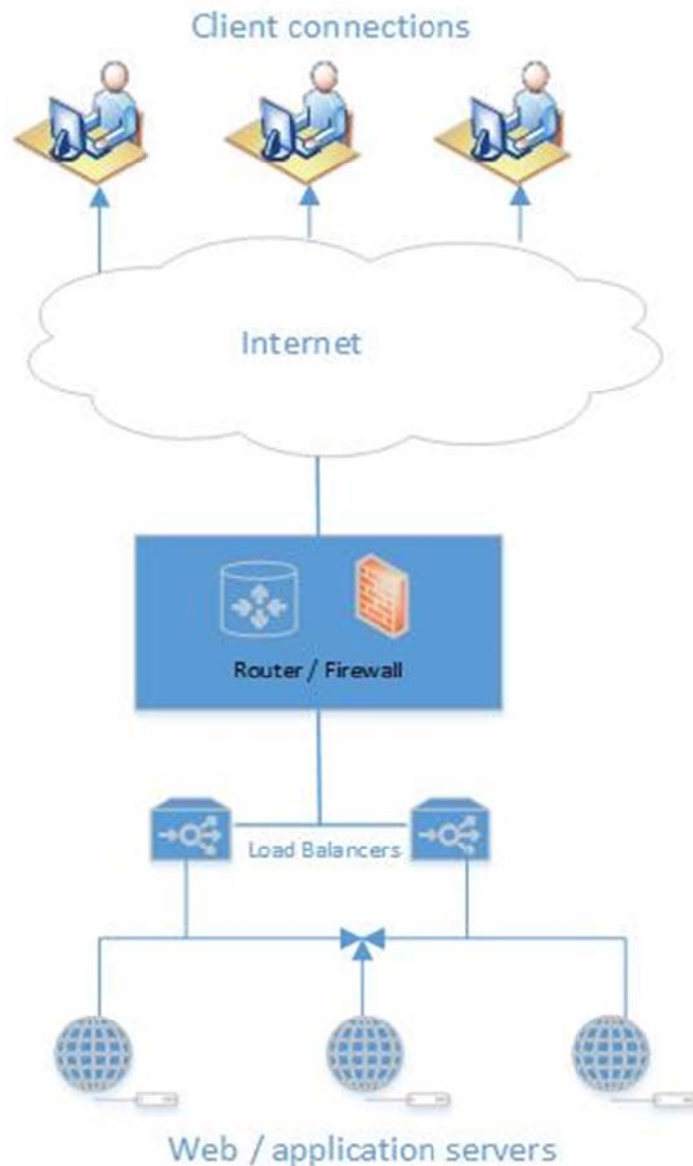 Client connections
Internet
Router / Firewall
Load Balancers
Web / application servers